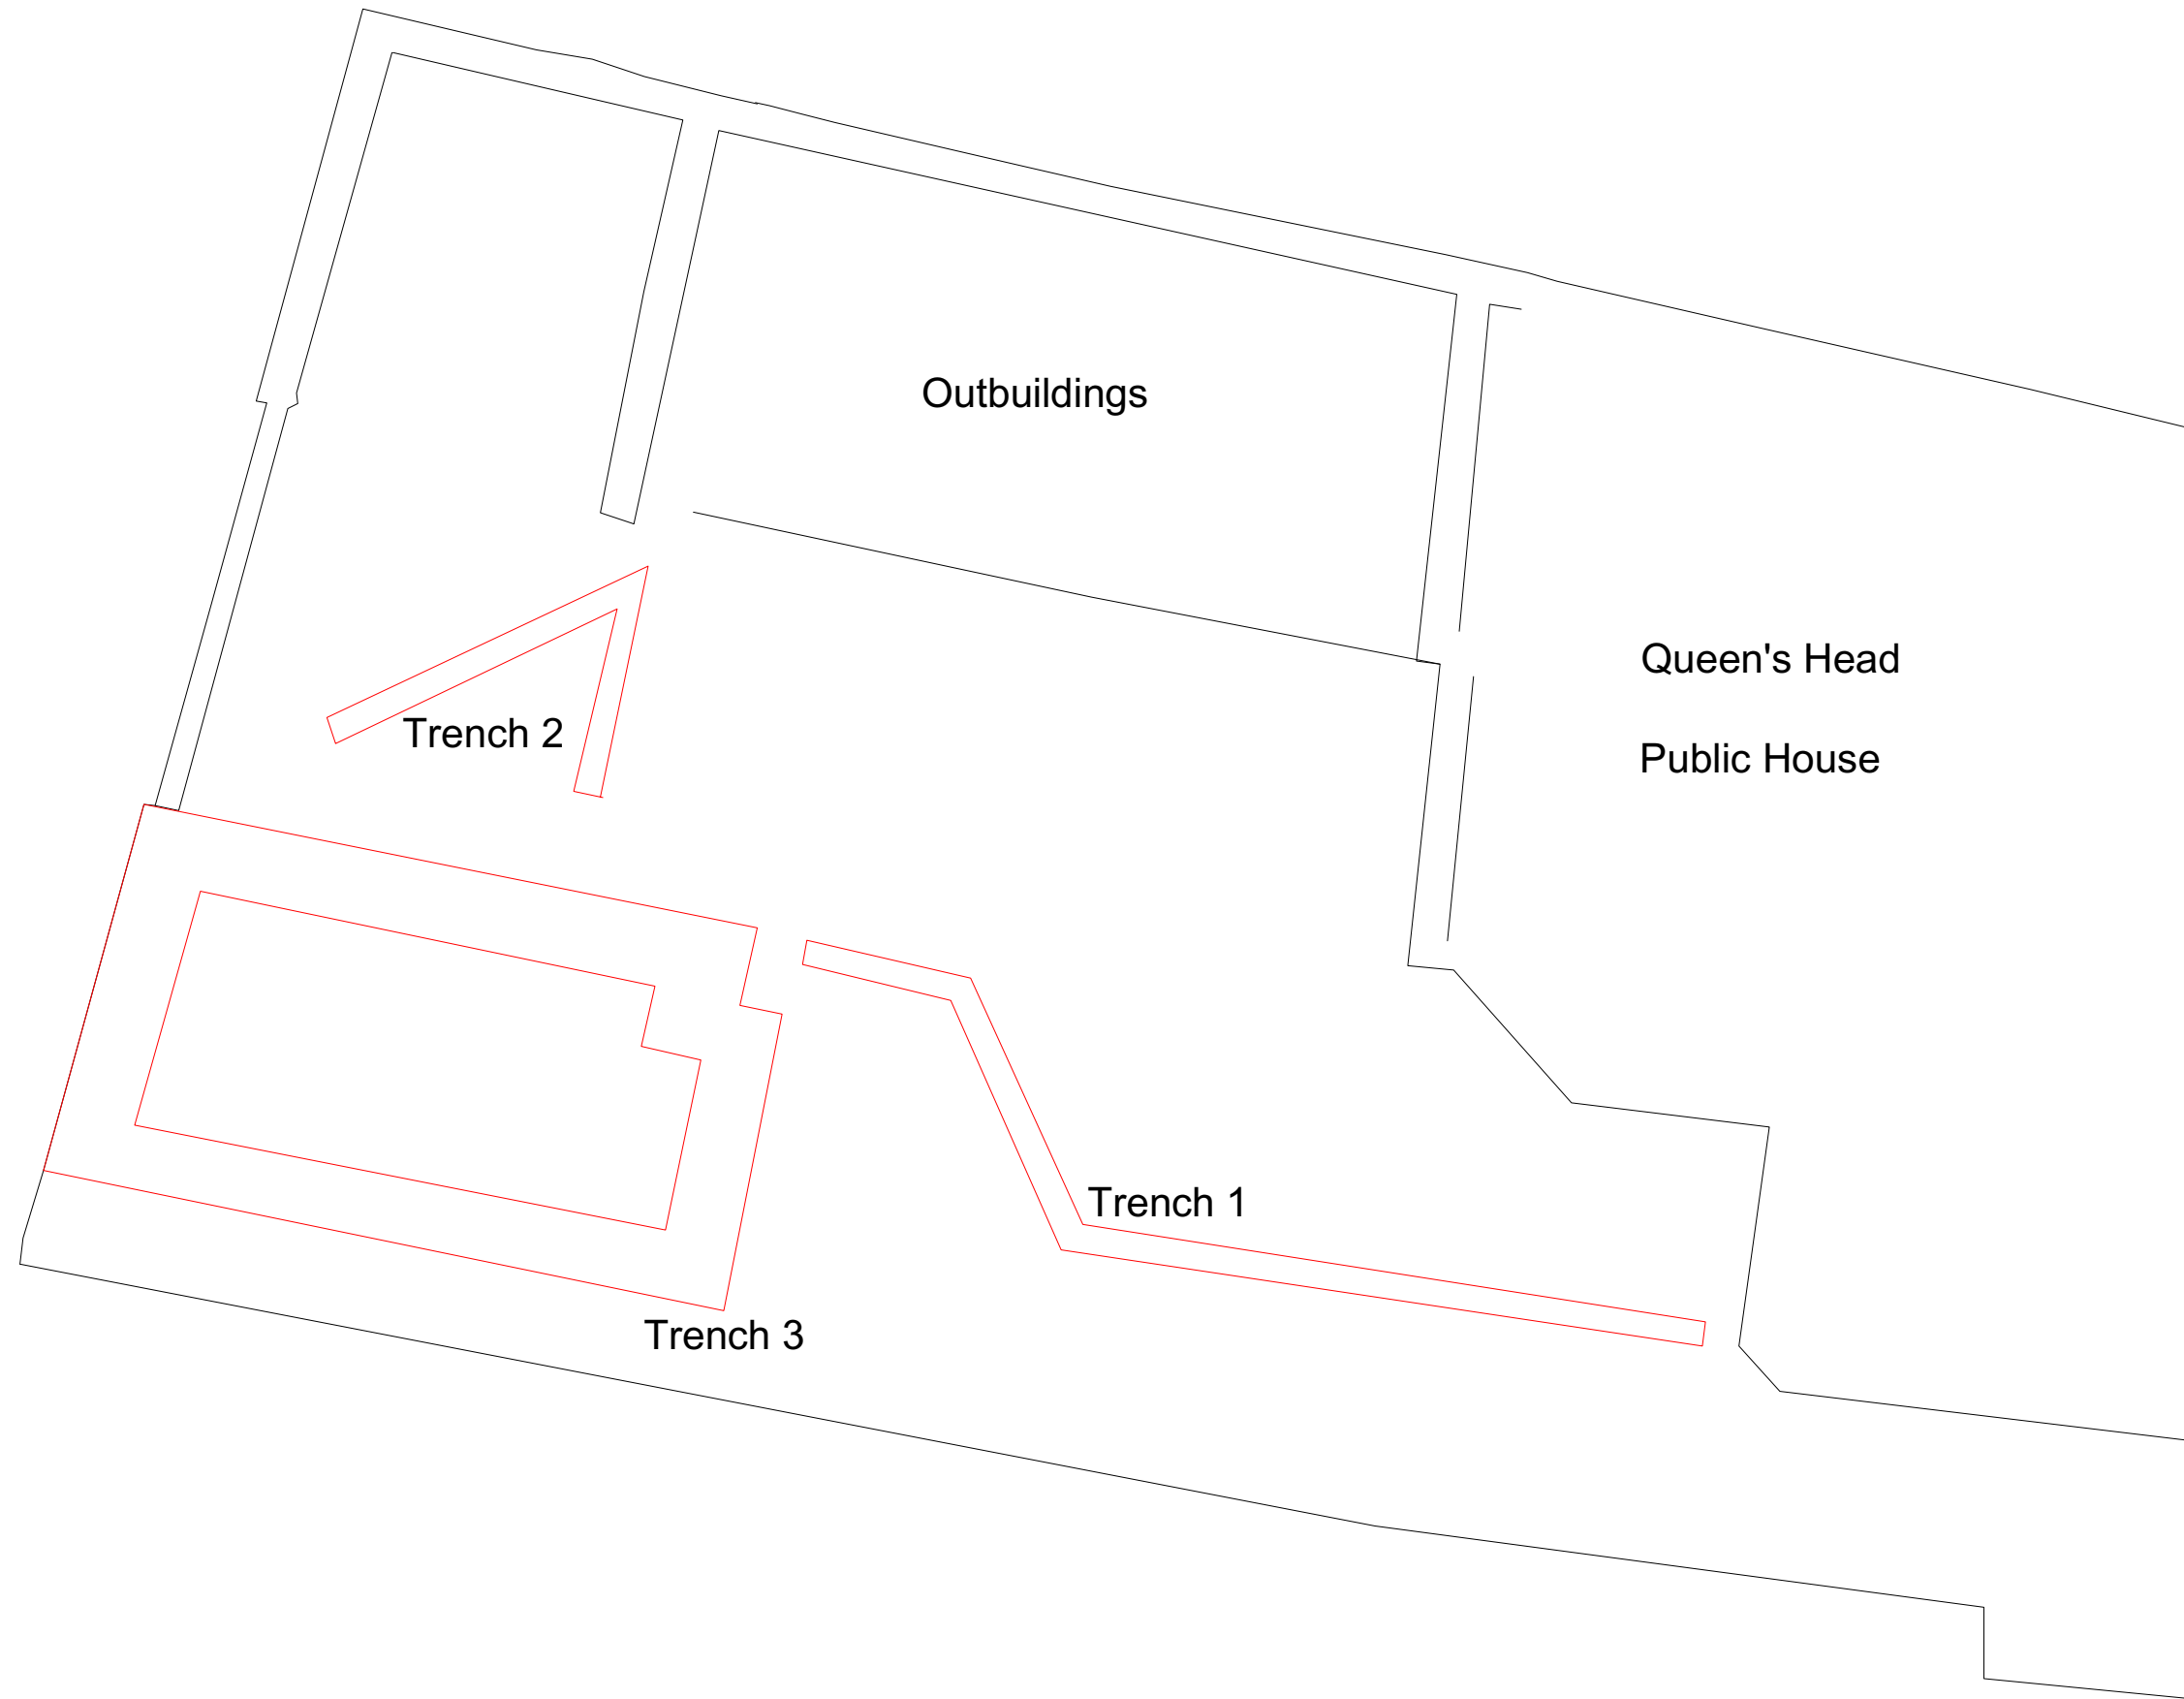 Outbuildings
Queen's Head
Public House
Trench 2
Trench 1
Trench 3